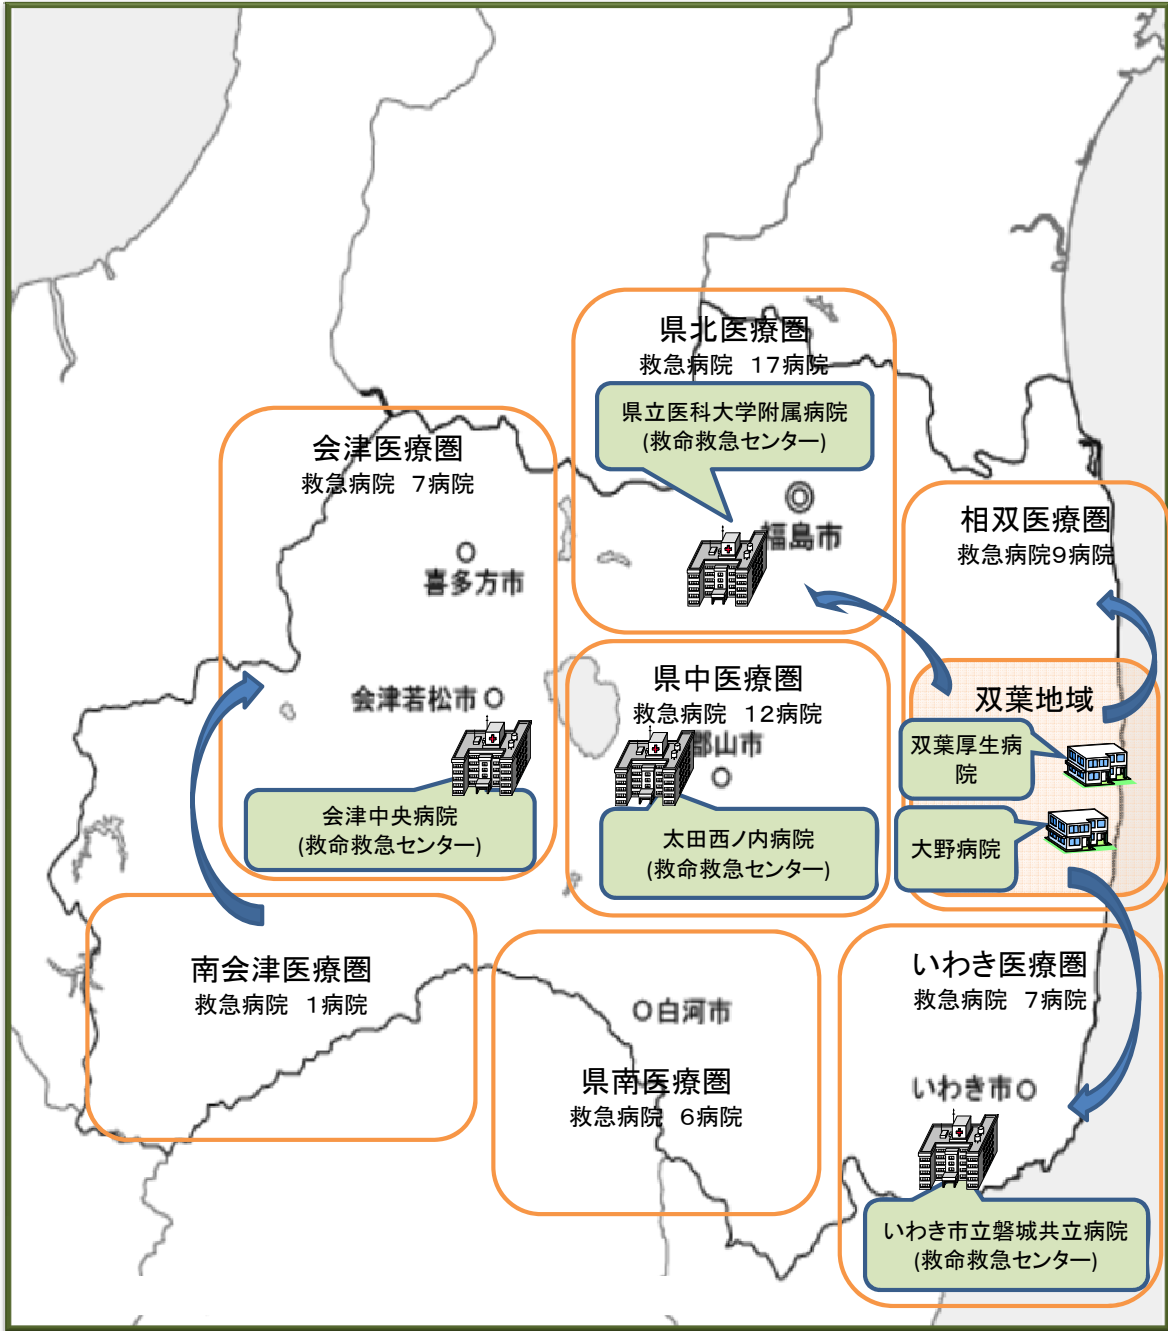 県北医療圏
救急病院　17病院
県立医科大学附属病院
(救命救急センター)
福島市
会津医療圏
救急病院　7病院
喜多方市
会津若松市
会津中央病院
(救命救急センター)
相双医療圏
救急病院9病院
県中医療圏
救急病院　12病院
郡山市
太田西ノ内病院
(救命救急センター)
双葉地域
双葉厚生病
院
大野病院
南会津医療圏
救急病院　1病院
白河市
県南医療圏
救急病院　6病院
いわき医療圏
救急病院　7病院
いわき市
いわき市立磐城共立病院
(救命救急センター)